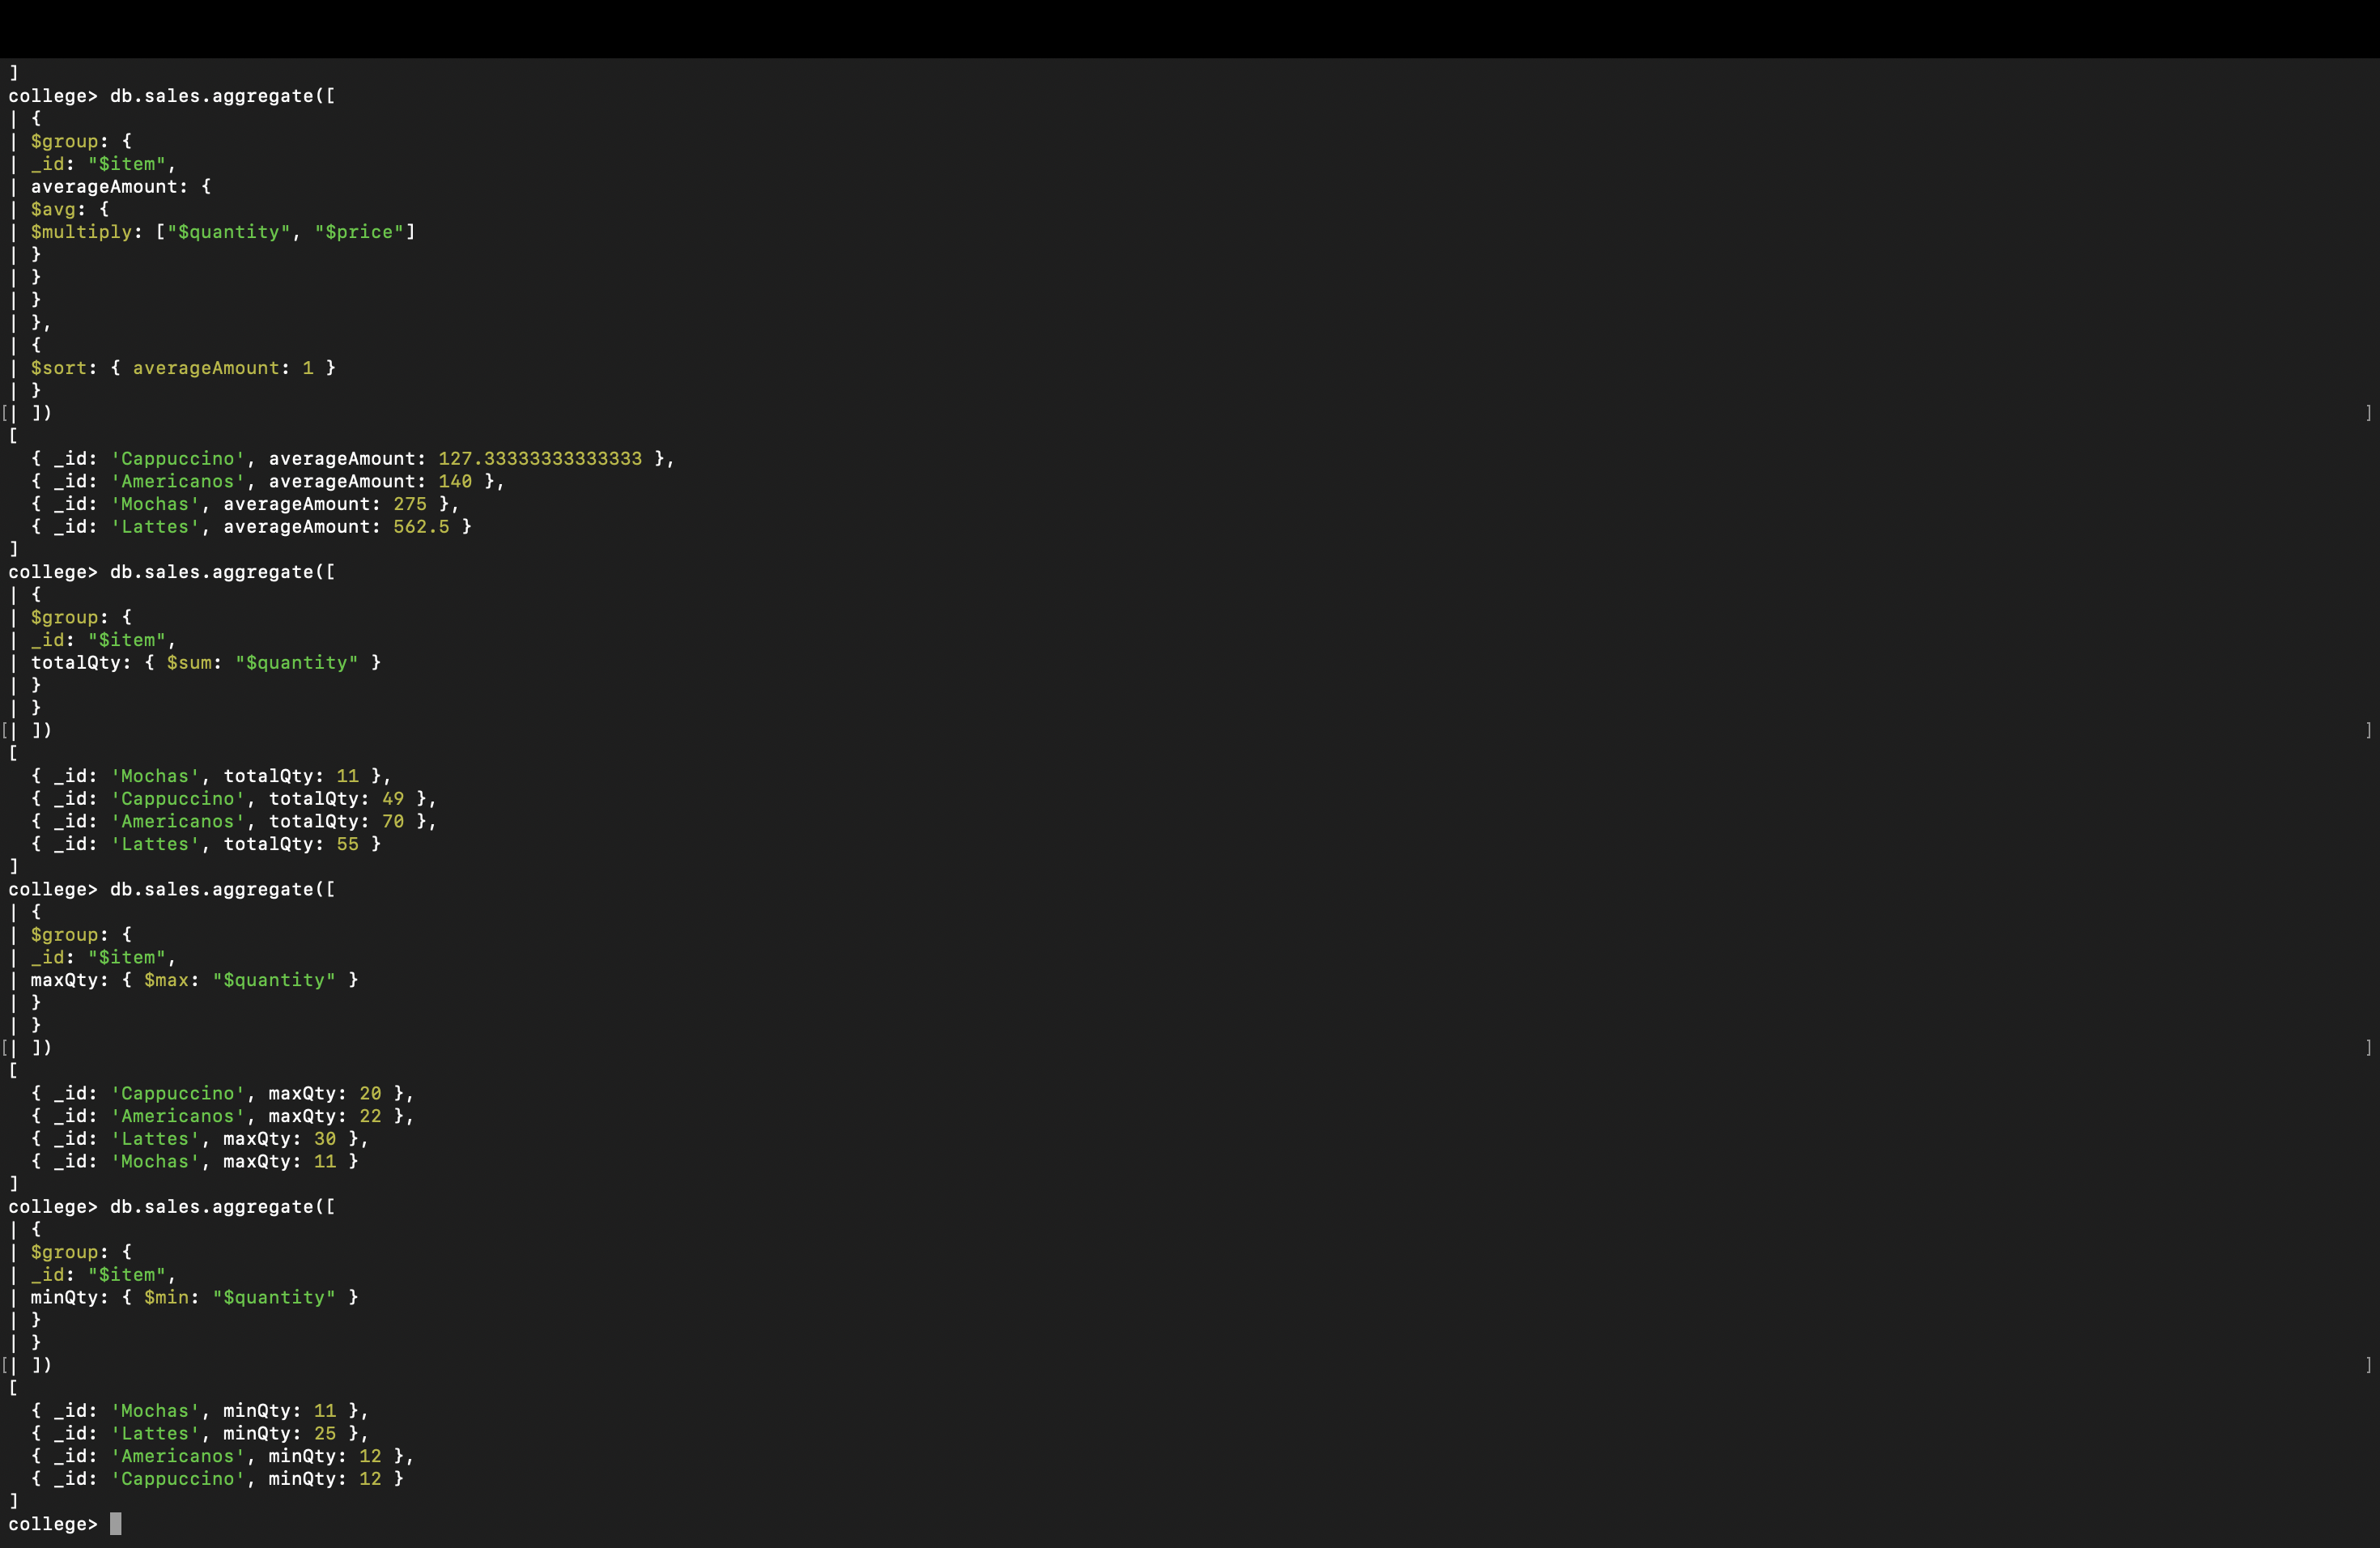 ]
college> db.sales.aggregate([
| {
| $group: {
| _id: "$item",
| averageAmount: {
| $avg: {
| $multiply: ["$quantity", "$price"]
| }
| }
| }
| },
| {
| $sort: { averageAmount: 1 }
| }
[| ]) ]
[
  { _id: 'Cappuccino', averageAmount: 127.33333333333333 },
  { _id: 'Americanos', averageAmount: 140 },
  { _id: 'Mochas', averageAmount: 275 },
  { _id: 'Lattes', averageAmount: 562.5 }
]
college> db.sales.aggregate([
| {
| $group: {
| _id: "$item",
| totalQty: { $sum: "$quantity" }
| }
| }
[| ]) ]
[
  { _id: 'Mochas', totalQty: 11 },
  { _id: 'Cappuccino', totalQty: 49 },
  { _id: 'Americanos', totalQty: 70 },
  { _id: 'Lattes', totalQty: 55 }
]
college> db.sales.aggregate([
| {
| $group: {
| _id: "$item",
| maxQty: { $max: "$quantity" }
| }
| }
[| ]) ]
[
  { _id: 'Cappuccino', maxQty: 20 },
  { _id: 'Americanos', maxQty: 22 },
  { _id: 'Lattes', maxQty: 30 },
  { _id: 'Mochas', maxQty: 11 }
]
college> db.sales.aggregate([
| {
| $group: {
| _id: "$item",
| minQty: { $min: "$quantity" }
| }
| }
[| ]) ]
[
  { _id: 'Mochas', minQty: 11 },
  { _id: 'Lattes', minQty: 25 },
  { _id: 'Americanos', minQty: 12 },
  { _id: 'Cappuccino', minQty: 12 }
]
college>